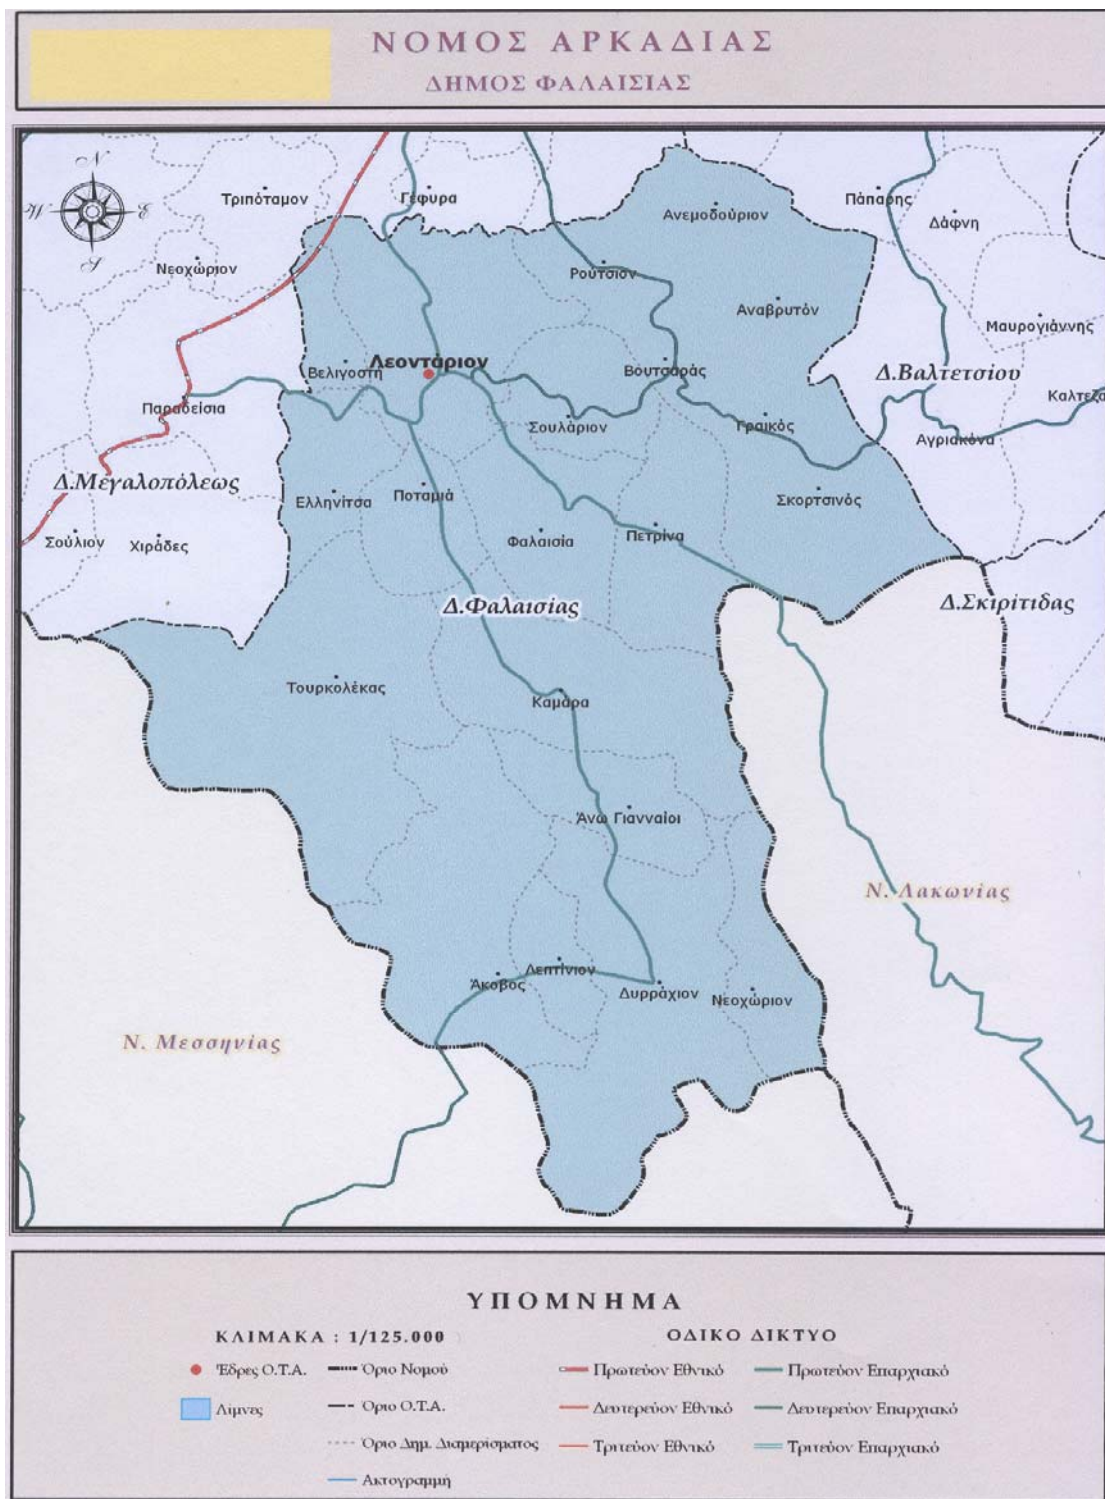 ΝΟΜΟΣ ΑΡΚΑΔΙΑΣ
ΔΗΜΟΣ ΦΑΛΑΙΣΙΑΣ
N
W
E
S
Τριπόταμον
Γέφυρα
Ανεμοδούριον
Πάπαρης
Δάφνη
Νεοχώριον
Ρούτσιον
Αναβρυτόν
Μαυρογιάννης
Βελιγοστή
Λεοντάριον
Βουτσαράς
Δ.Βαλτετσίου
Καλτεζα
Παραδείσια
Σουλάριον
Γραικός
Αγριακόνα
Δ.Μεγαλοπόλεως
Ελληνίτσα
Ποταμιά
Σκορτσινός
Σούλιον
Χιράδες
Φαλαισία
Πετρίνα
Δ.Φαλαισίας
Δ.Σκιρίτιδας
Τουρκολέκας
Καμάρα
Άνω Γιανναίοι
Ν. Λακωνίας
Άκοβος
Λεπτίνιον
Δυρράχιον
Νεοχώριον
Ν. Μεσσηνίας
ΥΠΟΜΝΗΜΑ
ΚΛΙΜΑΚΑ : 1/125.000
ΟΔΙΚΟ ΔΙΚΤΥΟ
Έδρες Ο.Τ.Α.
Όριο Νομού
Πρωτεύον Εθνικό
Πρωτεύον Επαρχιακό
Λίμνες
Όριο Ο.Τ.Α.
Δευτερεύον Εθνικό
Δευτερεύον Επαρχιακό
Όριο Δημ. Διαμερίσματος
Τριτεύον Εθνικό
Τριτεύον Επαρχιακό
Ακτογραμμή